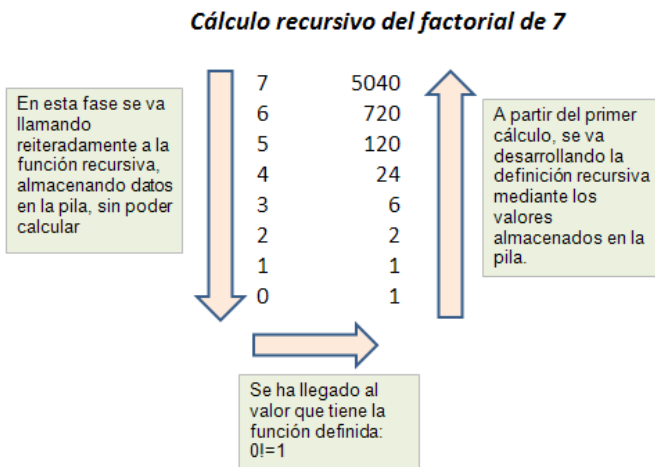 Cálculo recursivo del factorial de 7
En esta fase se va
llamando
reiteradamente a la
función recursiva,
almacenando datos
en la pila, sin poder
calcular
7 5040
6 720
5 120
4 24
3 6
2 2
1 1
0 1
A partir del primer
cálculo, se va
desarrollando la
definición recursiva
mediante los
valores
almacenados en la
pila.
Se ha llegado al
valor que tiene la
función definida:
0!=1